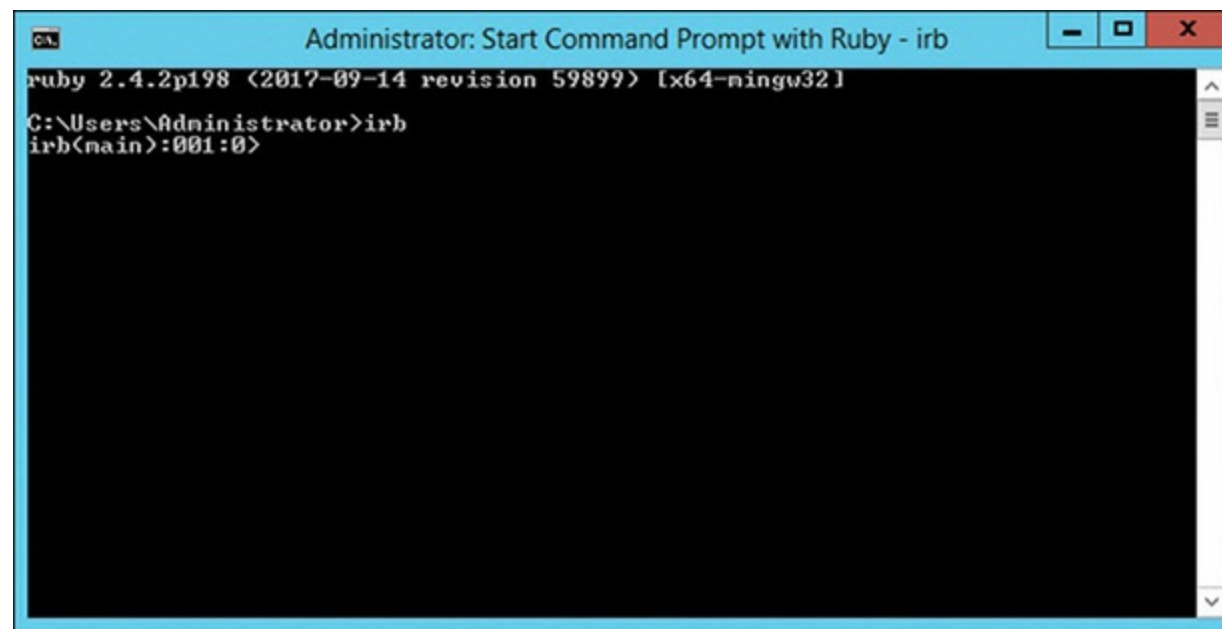 Administrator: Start Command Prompt with Ruby - irb
ruby 2.4.2p198 (2017-09-14 revision 59899) [x64-mingw32]
C:\Users\Administrator>irb
irb(main):001:0>